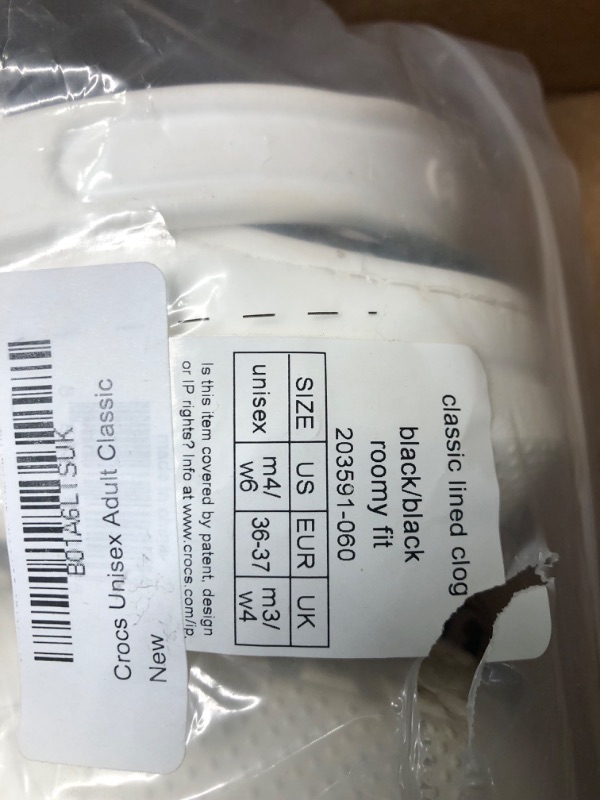 classic lined clog
black/black
roomy fit
203591-060
SIZE US EUR UK
unisex m4/ 36-37 m3/
w6 w4
Is this item covered by patent, design
or IP rights? Info at www.crocs.com/ip.
Crocs Unisex Adult Classic
New